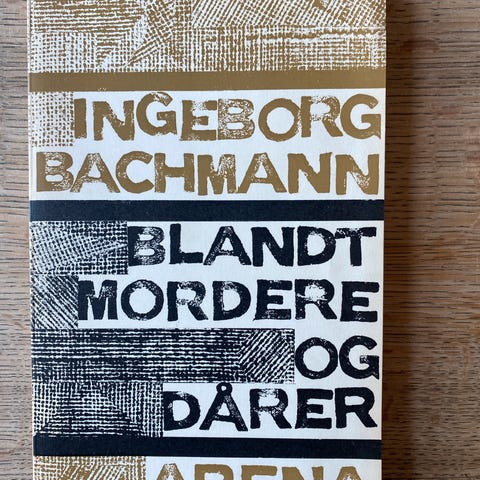 INGEBORG
BACHMANN
BLANDT
MORDERE
OG
DÅRER
ARENA